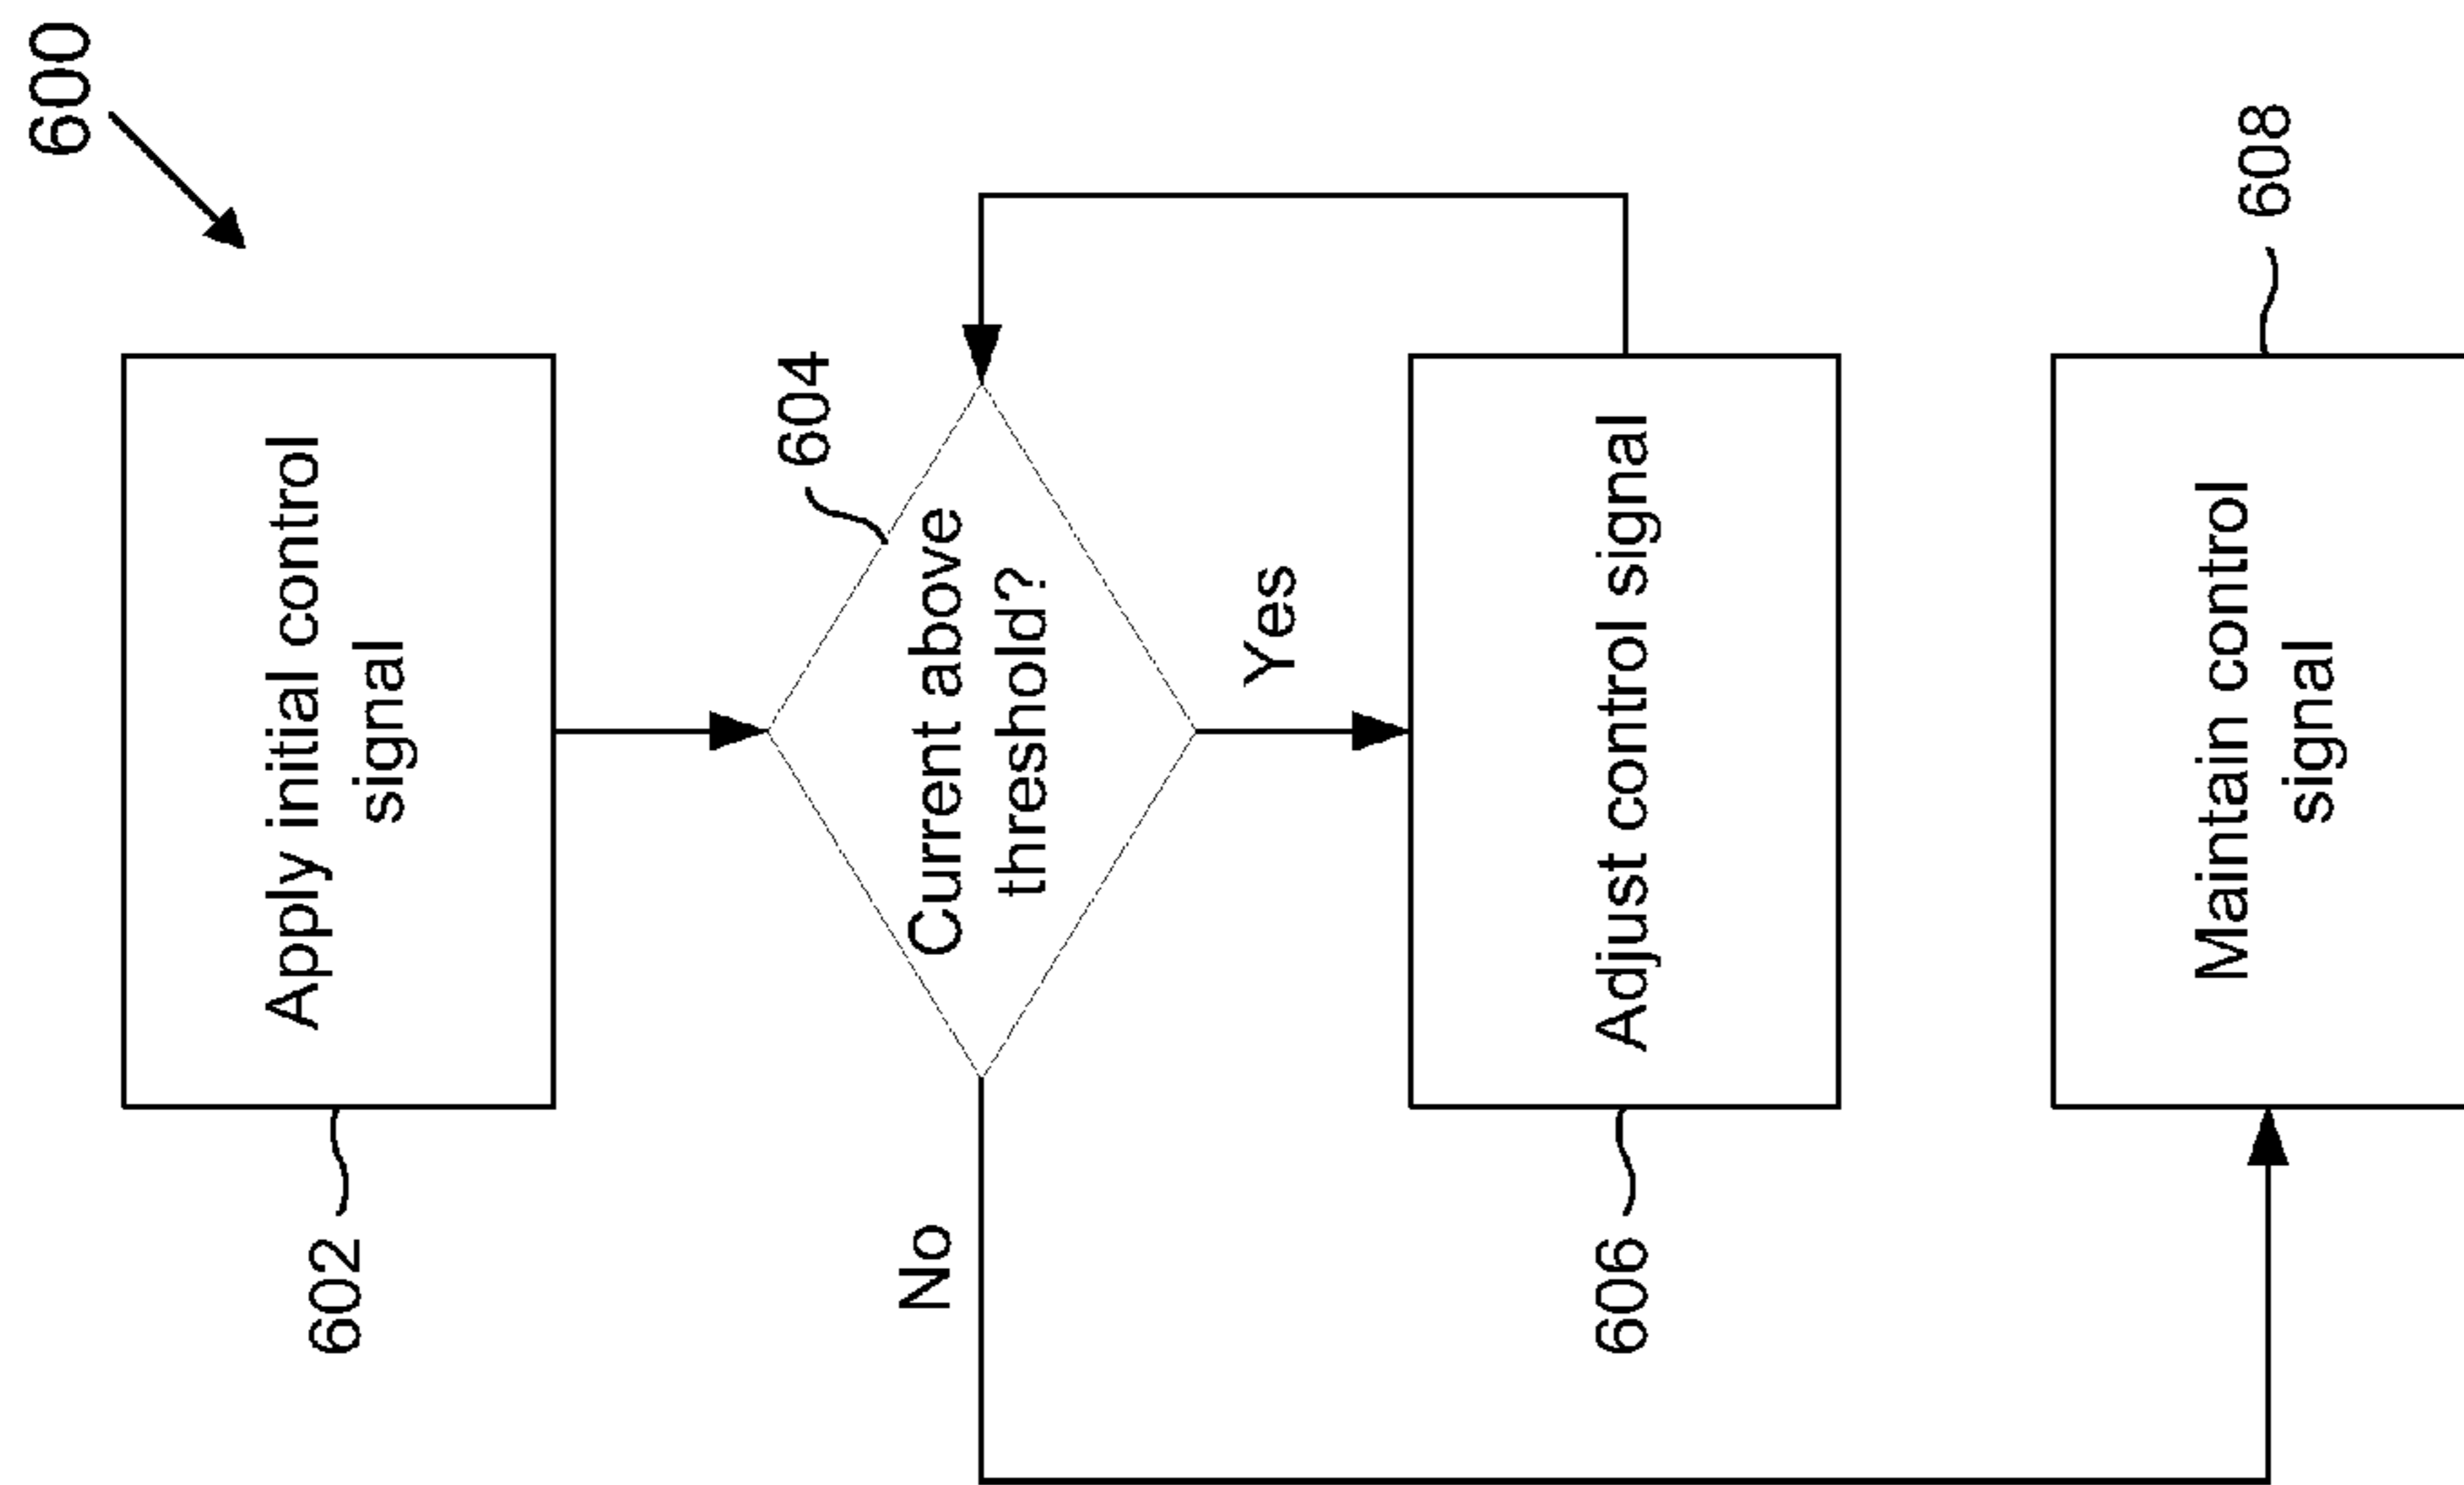 600
602
Apply initial control
signal
604
Current above
threshold?
No
Yes
606
Adjust control signal
608
Maintain control
signal